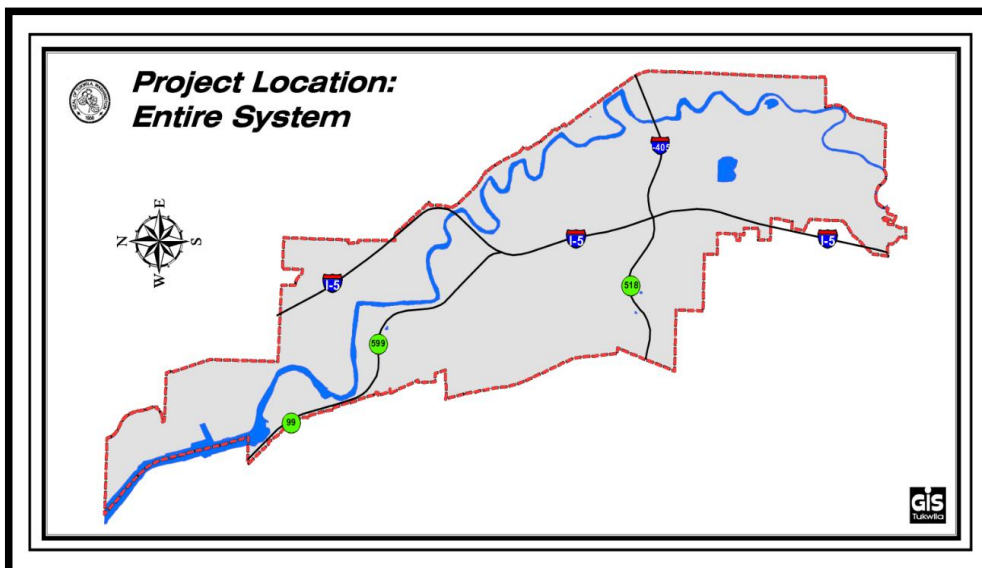 Project Location:
Entire System
I-405
E
N
S
W
I-5
I-5
518
I-5
599
99
GIS
Tukwila